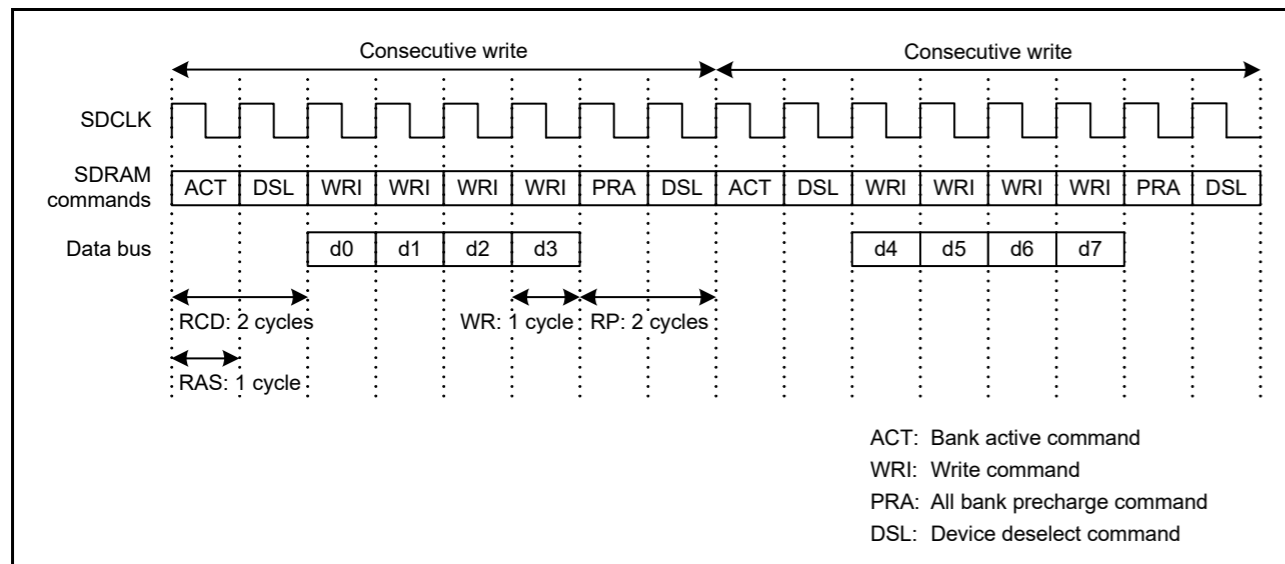 Consecutive write Consecutive write
SDCLK
SDRAM
commands
ACT DSL WRI WRI WRI WRI PRA DSL ACT DSL WRI WRI WRI WRI PRA DSL
Data bus d0 d1 d2 d3 d4 d5 d6 d7
RCD: 2 cycles WR: 1 cycle RP: 2 cycles
RAS: 1 cycle
ACT: Bank active command
WRI: Write command
PRA: All bank precharge command
DSL: Device deselect command